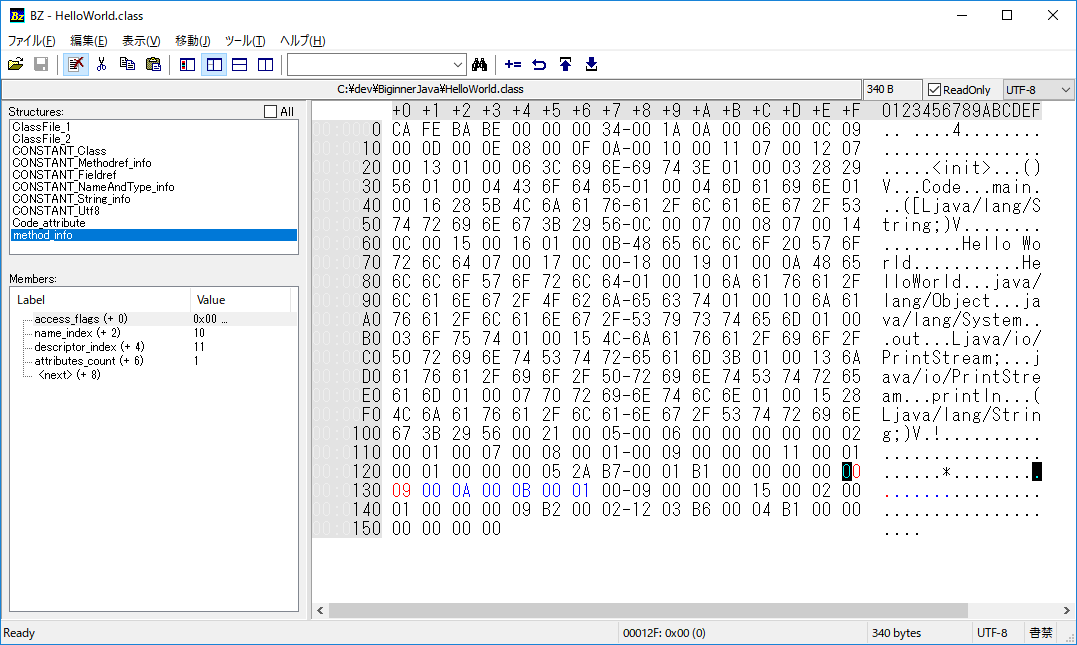 BZ - HelloWorld.class
ファイル(F) 編集(E) 表示(V) 移動(J) ツール(T) ヘルプ(H)
C:¥dev¥BiginnerJava¥HelloWorld.class 340 B ReadOnly UTF-8
Structures: All
ClassFile_1
ClassFile_2
CONSTANT_Class
CONSTANT_Methodref_info
CONSTANT_Fieldref
CONSTANT_NameAndType_info
CONSTANT_String_info
CONSTANT_Utf8
Code_attribute
method_info
Members:
Label Value
access_flags (+ 0) 0x00 ...
name_index (+ 2) 10
descriptor_index (+ 4) 11
attributes_count (+ 6) 1
<next> (+ 8)
+0 +1 +2 +3 +4 +5 +6 +7 +8 +9 +A +B +C +D +E +F 0123456789ABCDEF
0 CA FE BA BE 00 00 00 34-00 1A 0A 00 06 00 0C 09 .. ....4........
10 00 0D 00 0E 08 00 0F 0A-00 10 00 11 07 00 12 07 ................
20 00 13 01 00 06 3C 69 6E-69 74 3E 01 00 03 28 29 .....<init>...()
30 56 01 00 04 43 6F 64 65-01 00 04 6D 61 69 6E 01 V...Code...main.
40 00 16 28 5B 4C 6A 61 76-61 2F 6C 61 6E 67 2F 53 ..([Ljava/lang/S
50 74 72 69 6E 67 3B 29 56-0C 00 07 00 08 07 00 14 tring;)V........
60 0C 00 15 00 16 01 00 0B-48 65 6C 6C 6F 20 57 6F ........Hello Wo
70 72 6C 64 07 00 17 0C 00-18 00 19 01 00 0A 48 65 rld...........He
80 6C 6C 6F 57 6F 72 6C 64-01 00 10 6A 61 76 61 2F lloWorld...java/
90 6C 61 6E 67 2F 4F 62 6A-65 63 74 01 00 10 6A 61 lang/Object...ja
A0 76 61 2F 6C 61 6E 67 2F-53 79 73 74 65 6D 01 00 va/lang/System..
B0 03 6F 75 74 01 00 15 4C-6A 61 76 61 2F 69 6F 2F .out...Ljava/io/
C0 50 72 69 6E 74 53 74 72-65 61 6D 3B 01 00 13 6A PrintStream;...j
D0 61 76 61 2F 69 6F 2F 50-72 69 6E 74 53 74 72 65 ava/io/PrintStre
E0 61 6D 01 00 07 70 72 69-6E 74 6C 6E 01 00 15 28 am...println...(
F0 4C 6A 61 76 61 2F 6C 61-6E 67 2F 53 74 72 69 6E Ljava/lang/Strin
100 67 3B 29 56 00 21 00 05-00 06 00 00 00 00 00 02 g;)V.!..........
110 00 01 00 07 00 08 00 01-00 09 00 00 00 11 00 01 ................
120 00 01 00 00 00 05 2A B7-00 01 B1 00 00 00 00 00 ......*.........
130 09 00 0A 00 0B 00 01 00-09 00 00 00 15 00 02 00 ................
140 01 00 00 00 09 B2 00 02-12 03 B6 00 04 B1 00 00 ................
150 00 00 00 00 ....
Ready 00012F: 0x00 (0) 340 bytes UTF-8 書禁